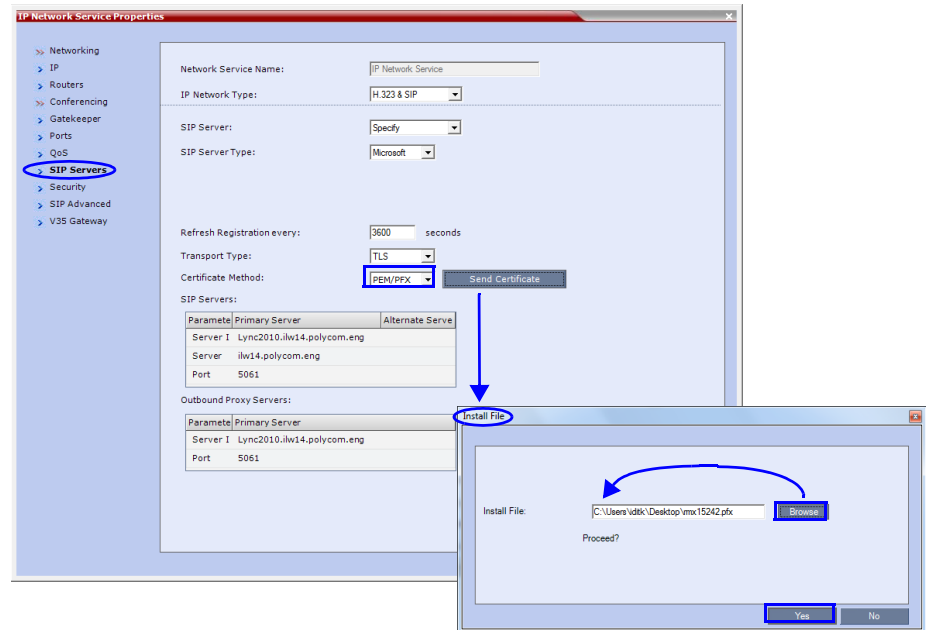 IP Network Service Properties
Networking
IP
Routers
Conferencing
Gatekeeper
Ports
QoS
SIP Servers
Security
SIP Advanced
V35 Gateway
Network Service Name: IP Network Service
IP Network Type: H.323 & SIP
SIP Server: Specify
SIP Server Type: Microsoft
Refresh Registration every: 3600 seconds
Transport Type: TLS
Certificate Method: PEM/PFX Send Certificate
SIP Servers:
Paramete Primary Server Alternate Serve
Server I Lync2010.ilw14.polycom.eng
Server ilw14.polycom.eng
Port 5061
Outbound Proxy Servers:
Paramete Primary Server
Server I Lync2010.ilw14.polycom.eng
Port 5061
Install File
Install File: C:\Users\iditk\Desktop\rmx15242.pfx Browse
Proceed?
Yes No